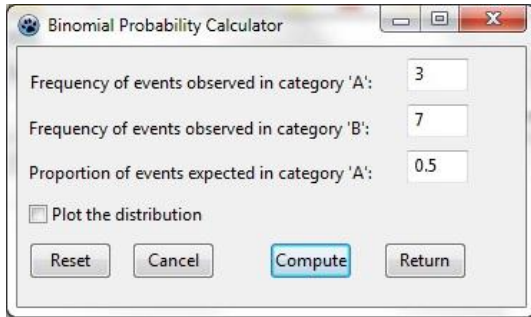 Binomial Probability Calculator
Frequency of events observed in category 'A': 3
Frequency of events observed in category 'B': 7
Proportion of events expected in category 'A': 0.5
Plot the distribution
Reset Cancel Compute Return